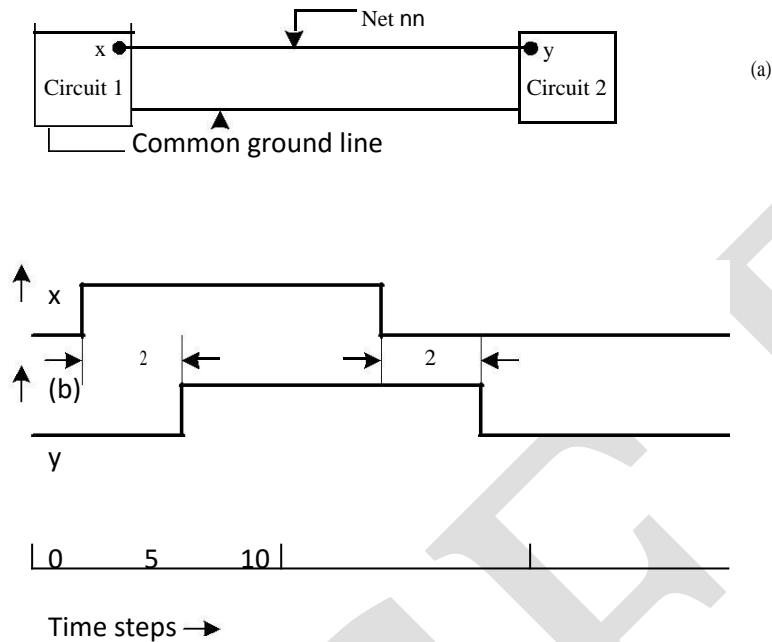 Net nn
x y
Circuit 1 Circuit 2
(a)
Common ground line
x
2 2
(b)
y
0 5 10
Time steps